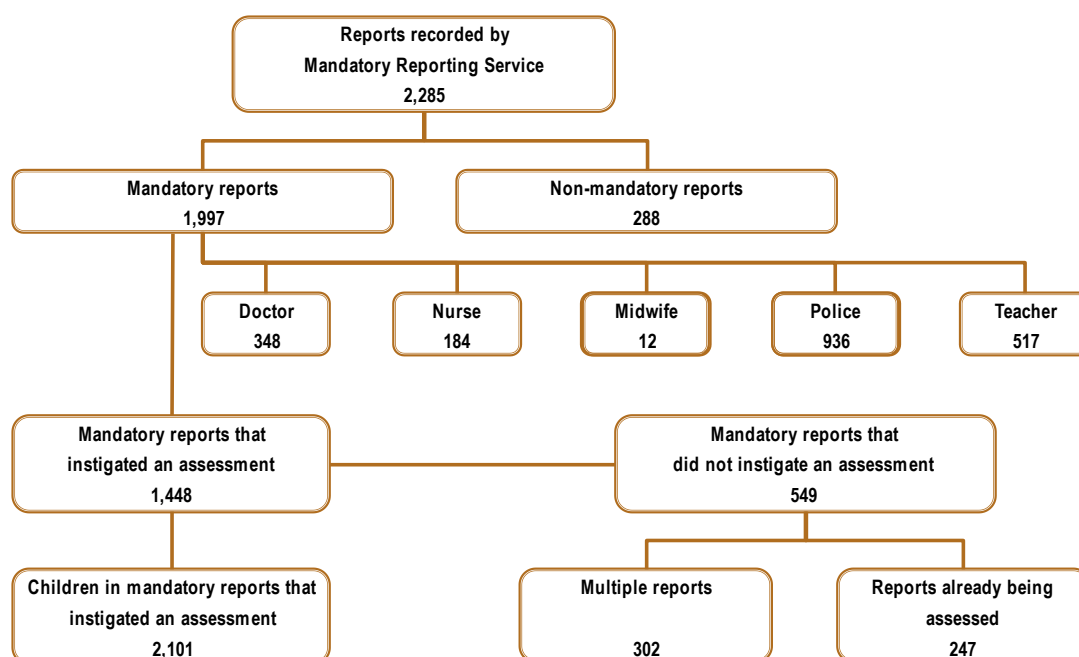 Reports recorded by
Mandatory Reporting Service
2,285
Mandatory reports
1,997
Non-mandatory reports
288
Doctor
348
Nurse
184
Midwife
12
Police
936
Teacher
517
Mandatory reports that
instigated an assessment
1,448
Mandatory reports that
did not instigate an assessment
549
Children in mandatory reports that
instigated an assessment
2,101
Multiple reports
302
Reports already being
assessed
247